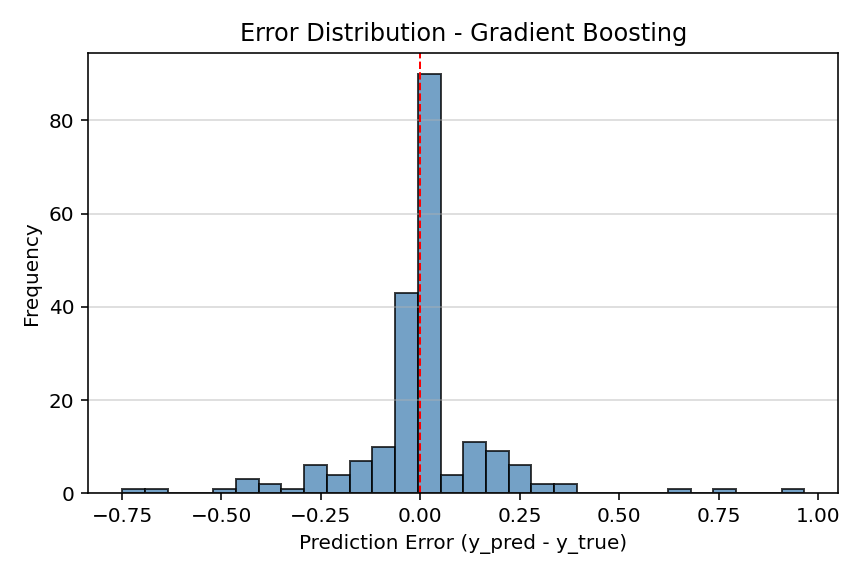 Error Distribution - Gradient Boosting
80
60
40
20
0
Frequency
−0.75 −0.50 −0.25 0.00 0.25 0.50 0.75 1.00
Prediction Error (y_pred - y_true)